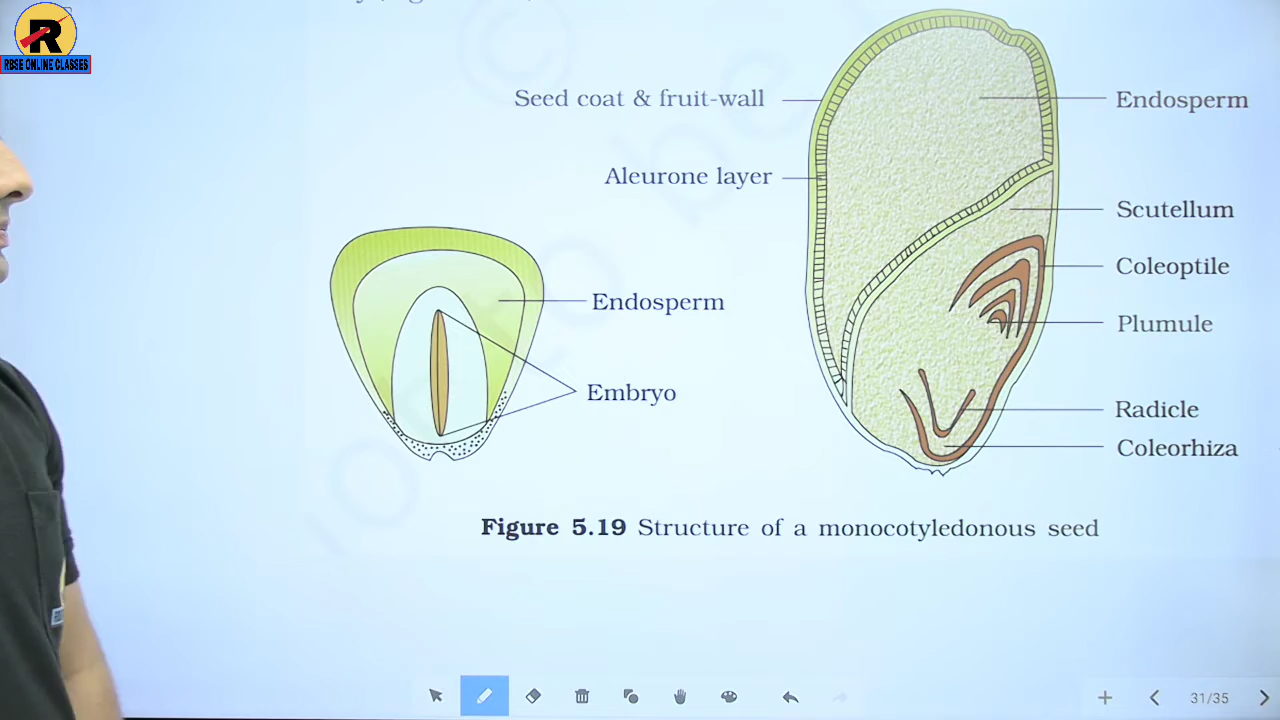 R
RBSE ONLINE CLASSES
Seed coat & fruit-wall
Endosperm
Aleurone layer
Scutellum
Coleoptile
Endosperm
Plumule
Embryo
Radicle
Coleorhiza
Figure 5.19 Structure of a monocotyledonous seed
31/35